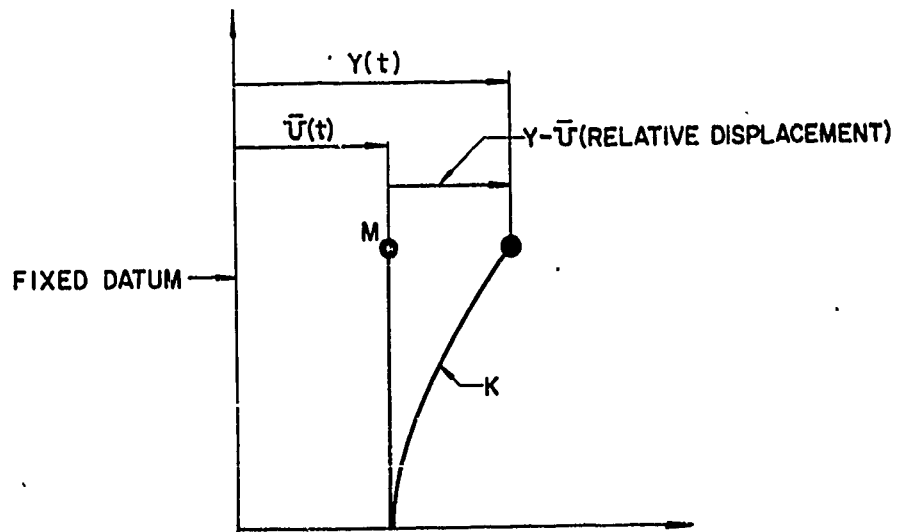 Y(t)
Ū(t)
Y-Ū(RELATIVE DISPLACEMENT)
M
FIXED DATUM
K